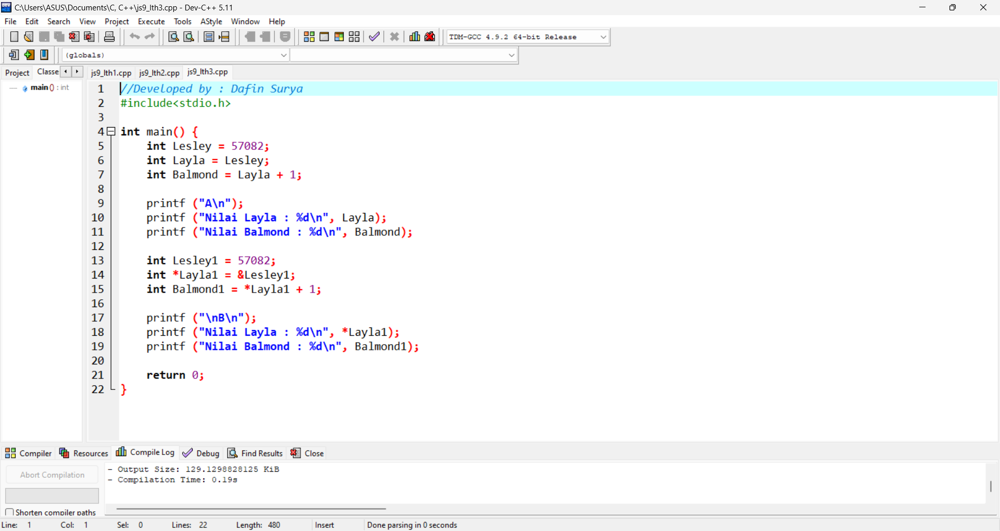 C:\Users\ASUS\Documents\C, C++\js9_lth3.cpp - Dev-C++ 5.11
File Edit Search View Project Execute Tools AStyle Window Help
TDM-GCC 4.9.2 64-bit Release
(globals)
Project Classe js9_lth1.cpp js9_lth2.cpp js9_lth3.cpp
main () : int
1 //Developed by : Dafin Surya
2 #include<stdio.h>
3
4 int main() {
5 int Lesley = 57082;
6 int Layla = Lesley;
7 int Balmond = Layla + 1;
8
9 printf ("A\n");
10 printf ("Nilai Layla : %d\n", Layla);
11 printf ("Nilai Balmond : %d\n", Balmond);
12
13 int Lesley1 = 57082;
14 int *Layla1 = &Lesley1;
15 int Balmond1 = *Layla1 + 1;
16
17 printf ("\nB\n");
18 printf ("Nilai Layla : %d\n", *Layla1);
19 printf ("Nilai Balmond : %d\n", Balmond1);
20
21 return 0;
22 }
Compiler Resources Compile Log Debug Find Results Close
Abort Compilation
- Output Size: 129.1298828125 KiB
- Compilation Time: 0.19s
Shorten compiler paths
Line: 1 Col: 1 Sel: 0 Lines: 22 Length: 480 Insert Done parsing in 0 seconds